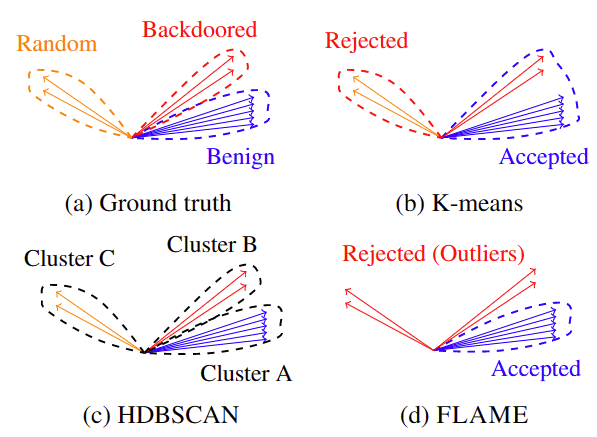 Random
Backdoored
Benign
(a) Ground truth
Rejected
Accepted
(b) K-means
Cluster C
Cluster B
Cluster A
(c) HDBSCAN
Rejected (Outliers)
Accepted
(d) FLAME